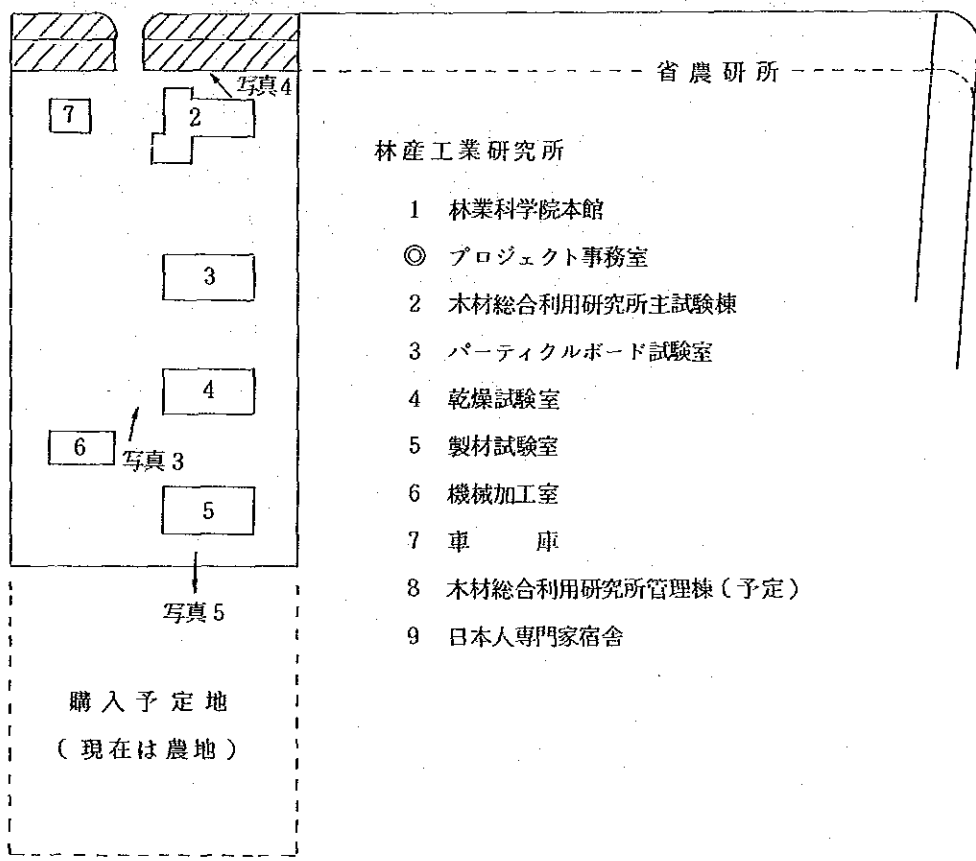 省農研所
写真4
7
2
林産工業研究所
1 林業科学院本館
◎ プロジェクト事務室
2 木材総合利用研究所主試験棟
3 パーティクルボード試験室
4 乾燥試験室
5 製材試験室
6 機械加工室
7 車庫
8 木材総合利用研究所管理棟(予定)
9 日本人専門家宿舎
3
4
6
写真3
5
写真5
購入予定地
(現在は農地)